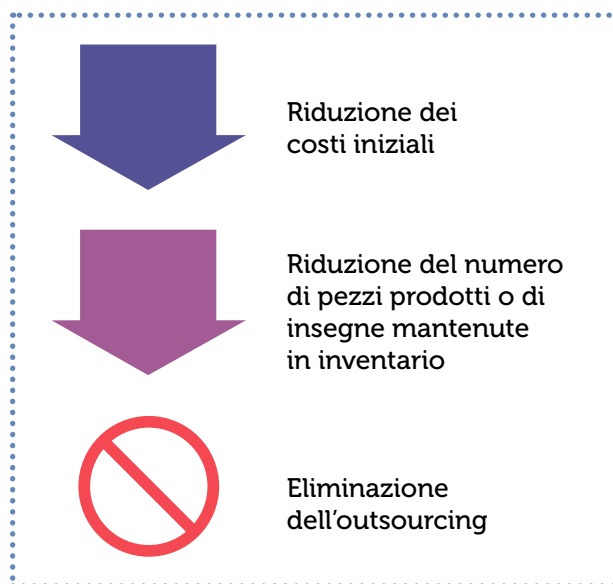 Riduzione dei
costi iniziali
Riduzione del numero
di pezzi prodotti o di
insegne mantenute
in inventario
Eliminazione
dell’outsourcing